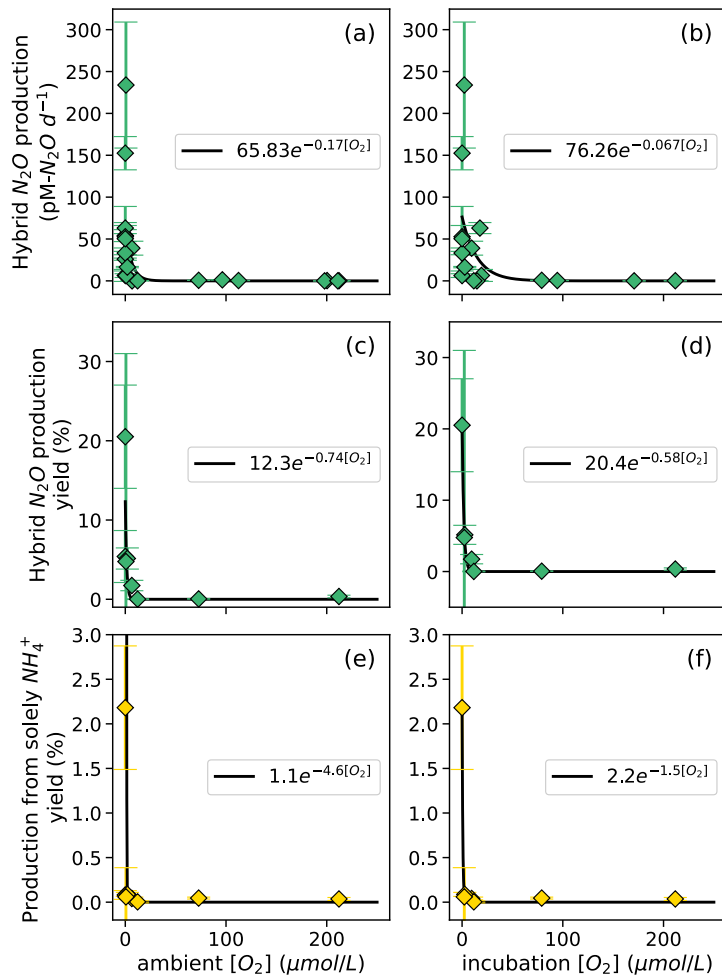 (a)
(b)
Hybrid N₂O production
(pM-N₂O d⁻¹)
300
250
200
150
100
50
0
65.83e^{-0.17[O₂]}
76.26e^{-0.067[O₂]}
(c)
(d)
Hybrid N₂O production
yield (%)
30
20
10
0
30
20
10
0
12.3e^{-0.74[O₂]}
20.4e^{-0.58[O₂]}
(e)
(f)
Production from solely NH₄⁺
yield (%)
3.0
2.5
2.0
1.5
1.0
0.5
0.0
1.1e^{-4.6[O₂]}
2.2e^{-1.5[O₂]}
0 100 200
0 100 200
ambient [O₂] (μmol/L)
incubation [O₂] (μmol/L)
300
250
200
150
100
50
0
3.0
2.5
2.0
1.5
1.0
0.5
0.0